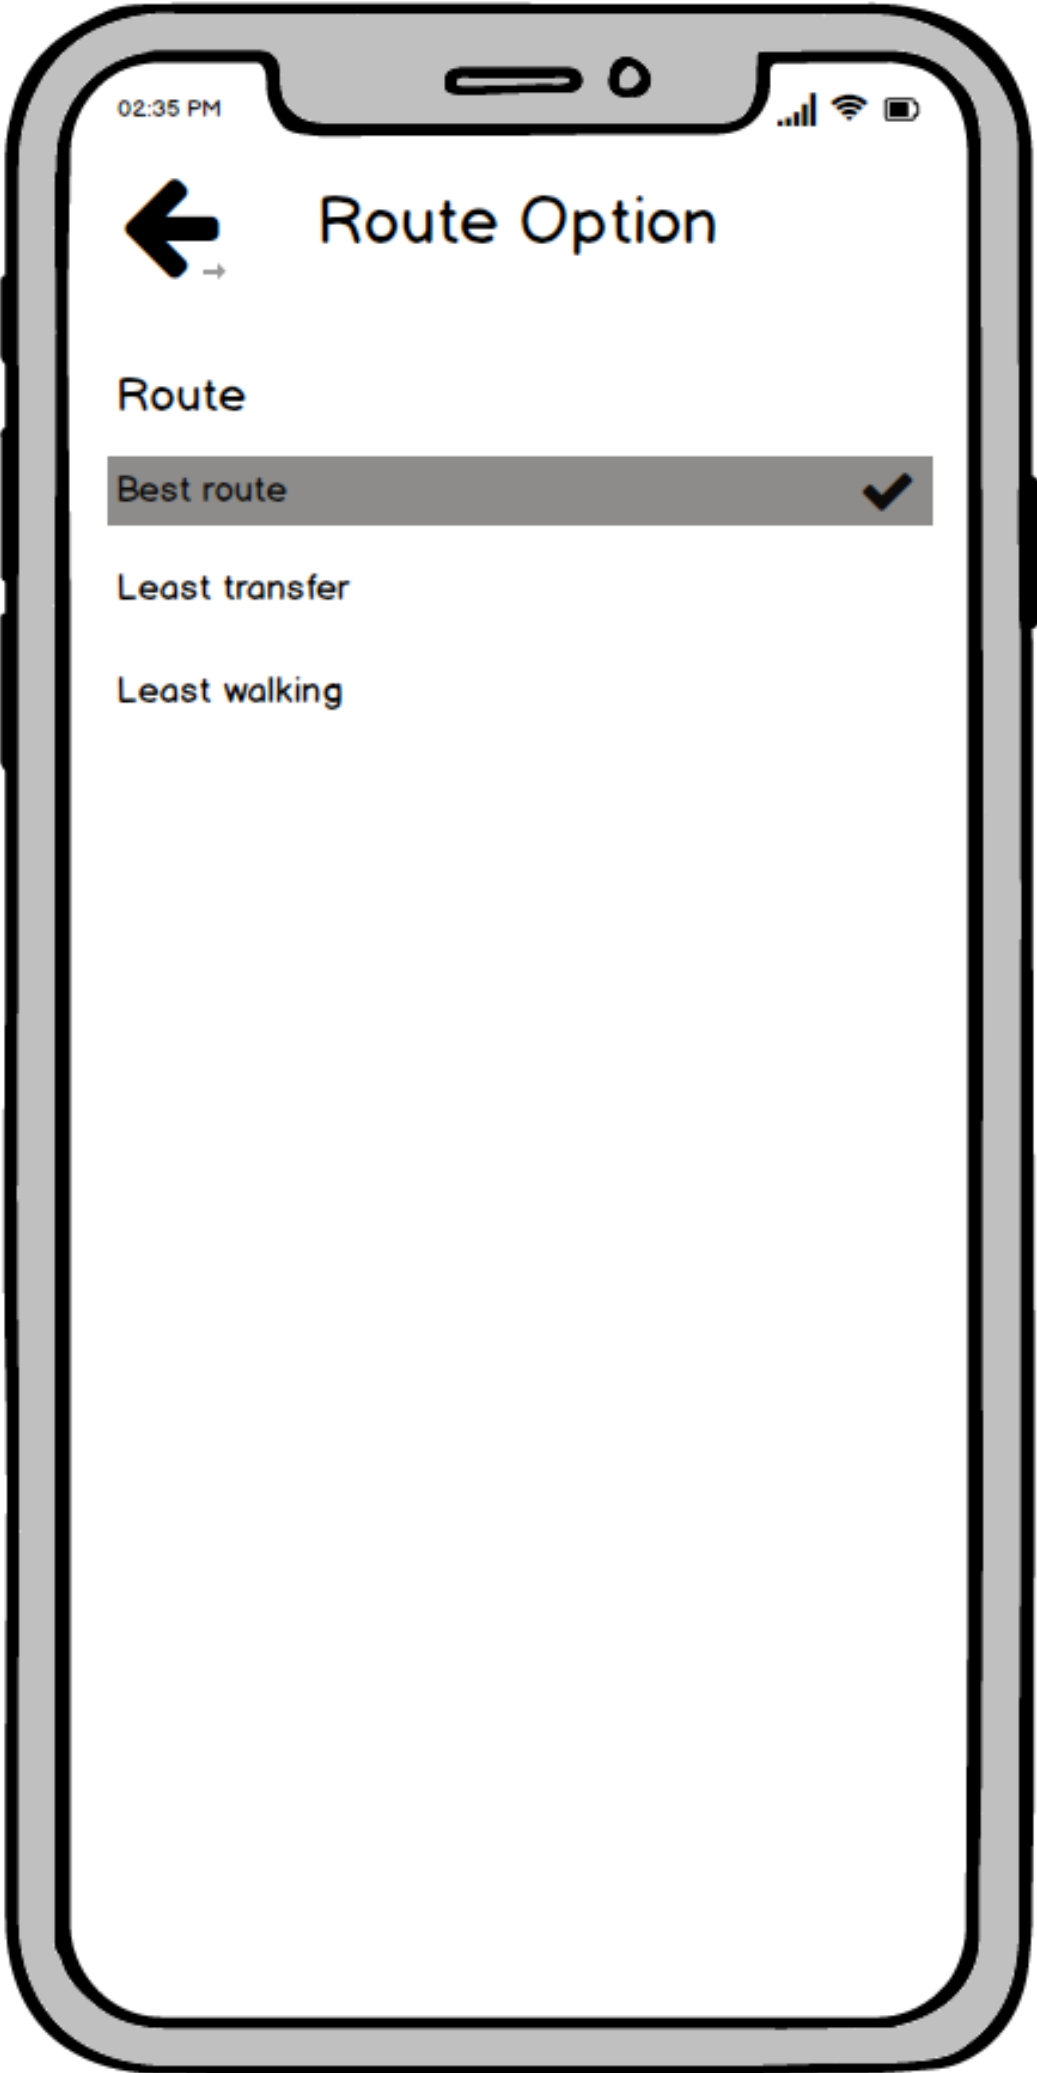 02:35 PM
Route Option
Route
Best route
Least transfer
Least walking